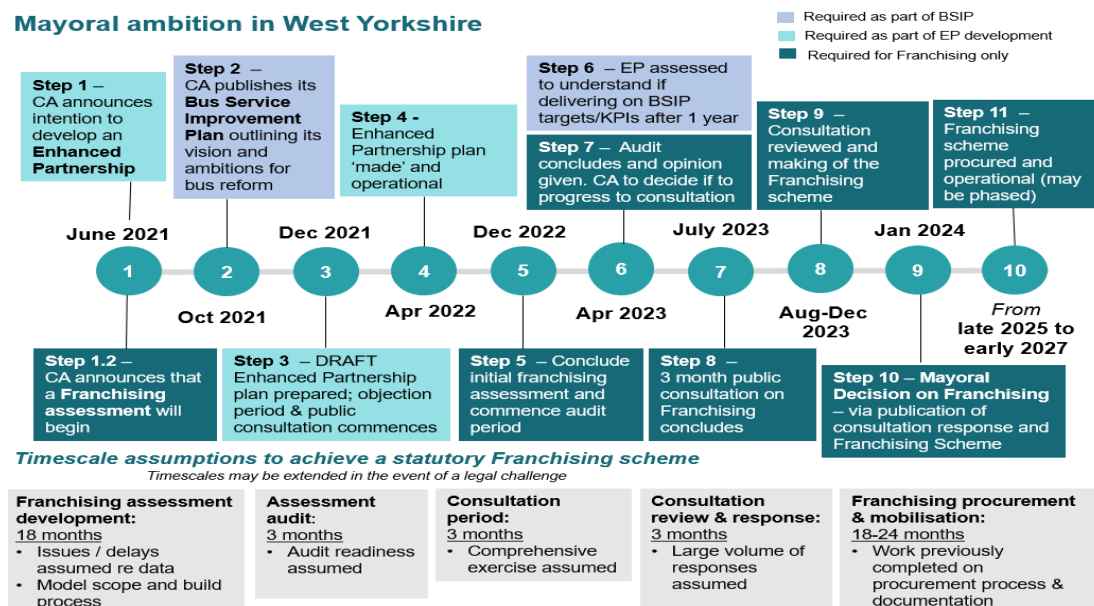 Mayoral ambition in West Yorkshire
Required as part of BSIP
Required as part of EP development
Required for Franchising only
Step 1 –
CA announces
intention to
develop an
Enhanced
Partnership
Step 2 –
CA publishes its
Bus Service
Improvement
Plan outlining its
vision and
ambitions for
bus reform
Step 4 -
Enhanced
Partnership plan
‘made’ and
operational
Step 6 – EP assessed
to understand if
delivering on BSIP
targets/KPIs after 1 year
Step 7 – Audit
concludes and opinion
given. CA to decide if to
progress to consultation
Step 9 –
Consultation
reviewed and
making of the
Franchising
scheme
Step 11 –
Franchising
scheme
procured and
operational (may
be phased)
June 2021
Dec 2021
Dec 2022
July 2023
Jan 2024
1
2
3
4
5
6
7
8
9
10
Oct 2021
Apr 2022
Apr 2023
Aug-Dec
2023
From
late 2025 to
early 2027
Step 1.2 –
CA announces that
a Franchising
assessment will
begin
Step 3 – DRAFT
Enhanced Partnership
plan prepared; objection
period & public
consultation commences
Step 5 – Conclude
initial franchising
assessment and
commence audit
period
Step 8 –
3 month public
consultation on
Franchising
concludes
Step 10 – Mayoral
Decision on Franchising
– via publication of
consultation response and
Franchising Scheme
Timescale assumptions to achieve a statutory Franchising scheme
Timescales may be extended in the event of a legal challenge
Franchising assessment
development:
18 months
• Issues / delays
assumed re data
• Model scope and build
process
Assessment
audit:
3 months
• Audit readiness
assumed
Consultation
period:
3 months
• Comprehensive
exercise assumed
Consultation
review & response:
3 months
• Large volume of
responses
assumed
Franchising procurement
& mobilisation:
18-24 months
• Work previously
completed on
procurement process &
documentation